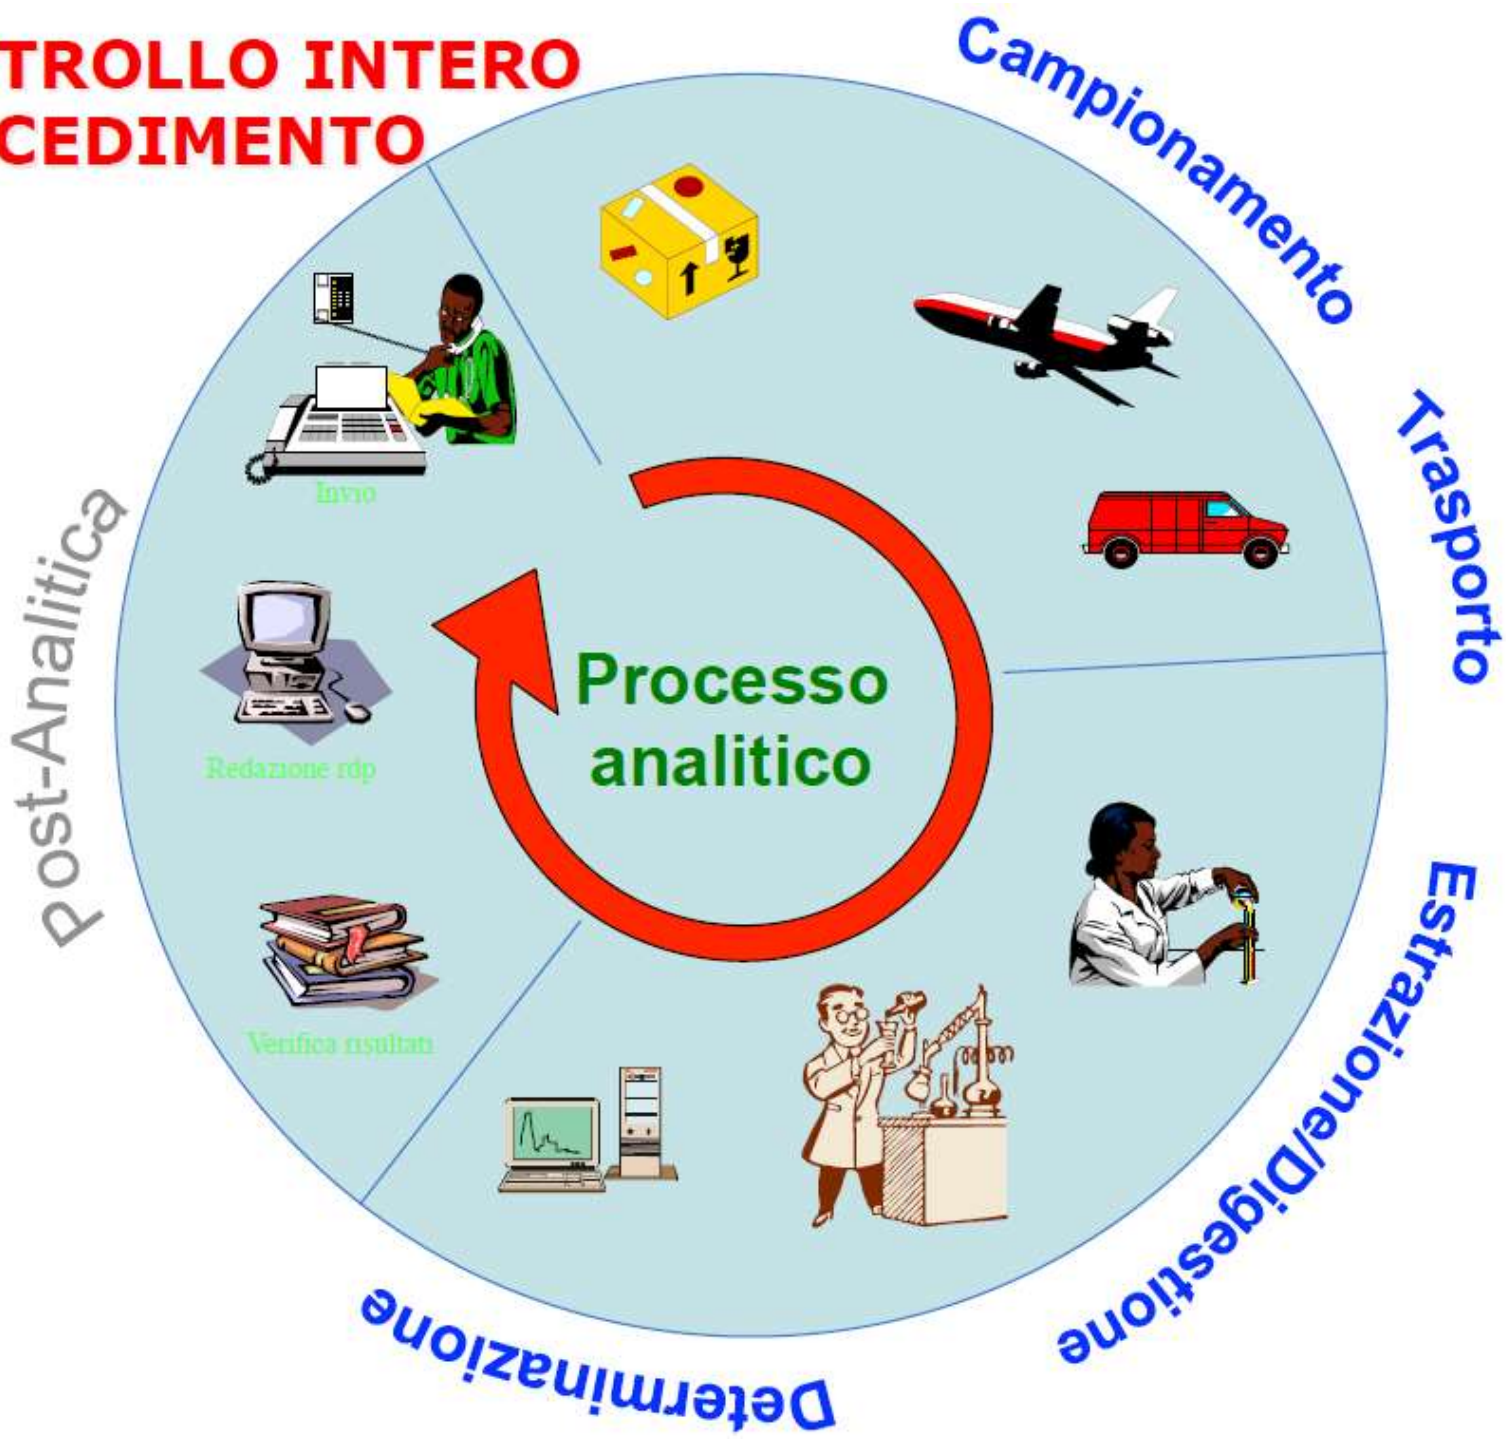 TROLLO INTERO
CEDIMENTO
Campionamento
Trasporto
Estrazione/Digestione
Determinazione
Post-Analitica
Invio
Redazione rdp
Verifica risultati
Processo
analitico